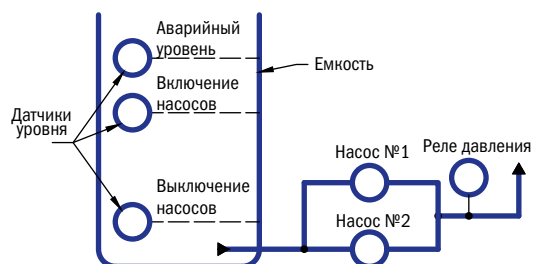 Аварийный
уровень
Емкость
Включение
насосов
Датчики
уровня
Насос №1
Реле давления
Выключение
насосов
Насос №2